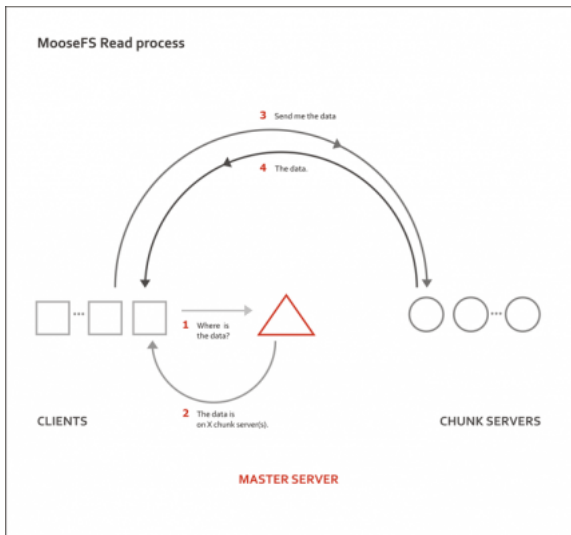 MooseFS Read process
3 Send me the data
4 The data.
1 Where is
the data?
2 The data is
on X chunk server(s).
CLIENTS
CHUNK SERVERS
MASTER SERVER